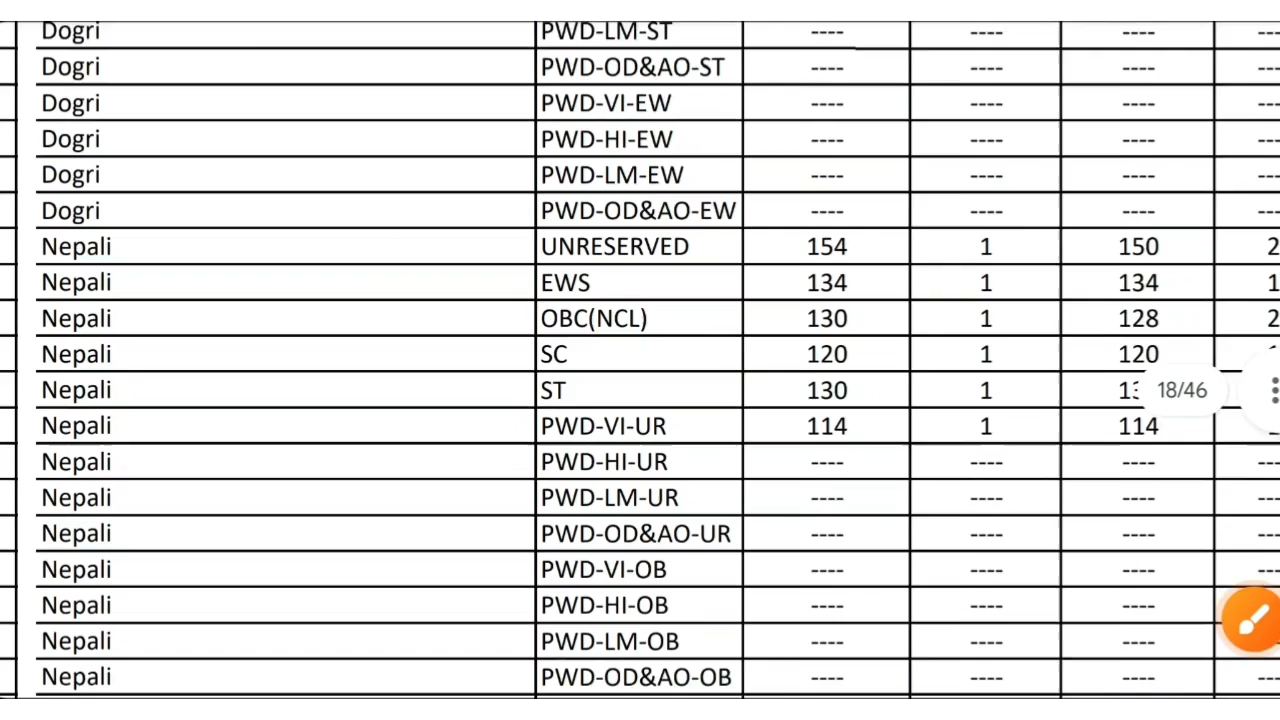 Dogri PWD-LM-ST ---- ---- ----
Dogri PWD-OD&AO-ST ---- ---- ----
Dogri PWD-VI-EW ---- ---- ----
Dogri PWD-HI-EW ---- ---- ----
Dogri PWD-LM-EW ---- ---- ----
Dogri PWD-OD&AO-EW ---- ---- ----
Nepali UNRESERVED 154 1 150
Nepali EWS 134 1 134
Nepali OBC(NCL) 130 1 128
Nepali SC 120 1 120
Nepali ST 130 1 18/46
Nepali PWD-VI-UR 114 1 114
Nepali PWD-HI-UR ---- ---- ----
Nepali PWD-LM-UR ---- ---- ----
Nepali PWD-OD&AO-UR ---- ---- ----
Nepali PWD-VI-OB ---- ---- ----
Nepali PWD-HI-OB ---- ---- ----
Nepali PWD-LM-OB ---- ---- ----
Nepali PWD-OD&AO-OB ---- ---- ----